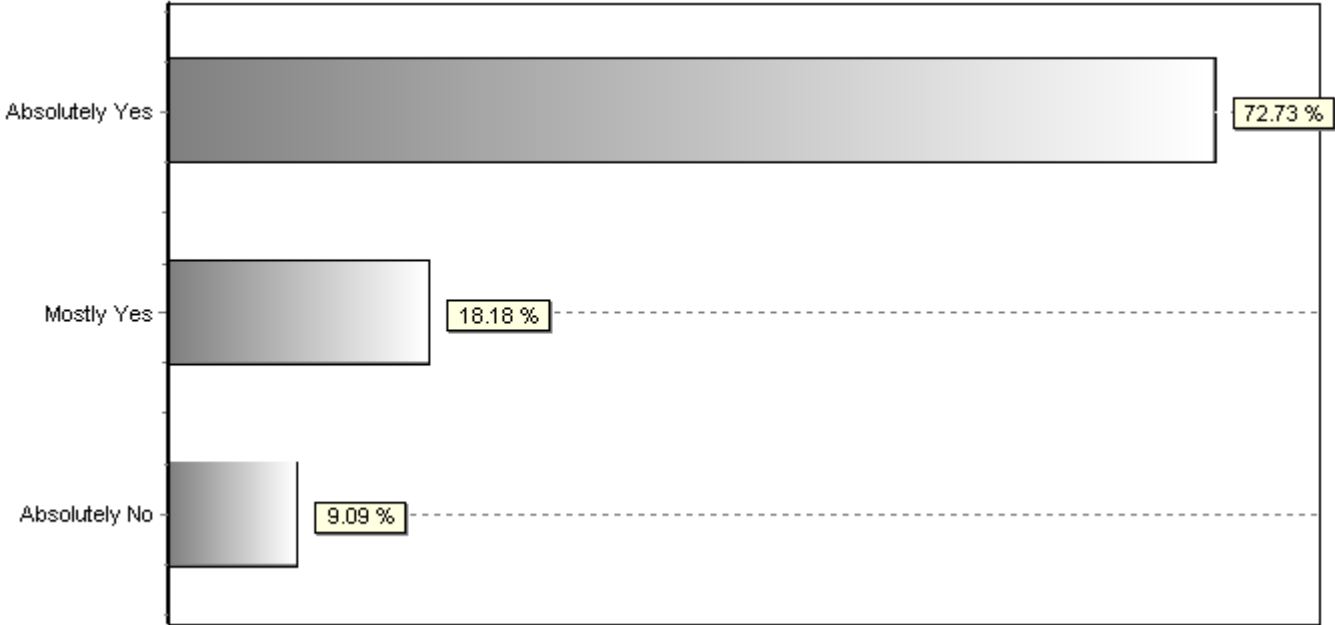 Absolutely Yes 72.73 %
Mostly Yes 18.18 %
Absolutely No 9.09 %